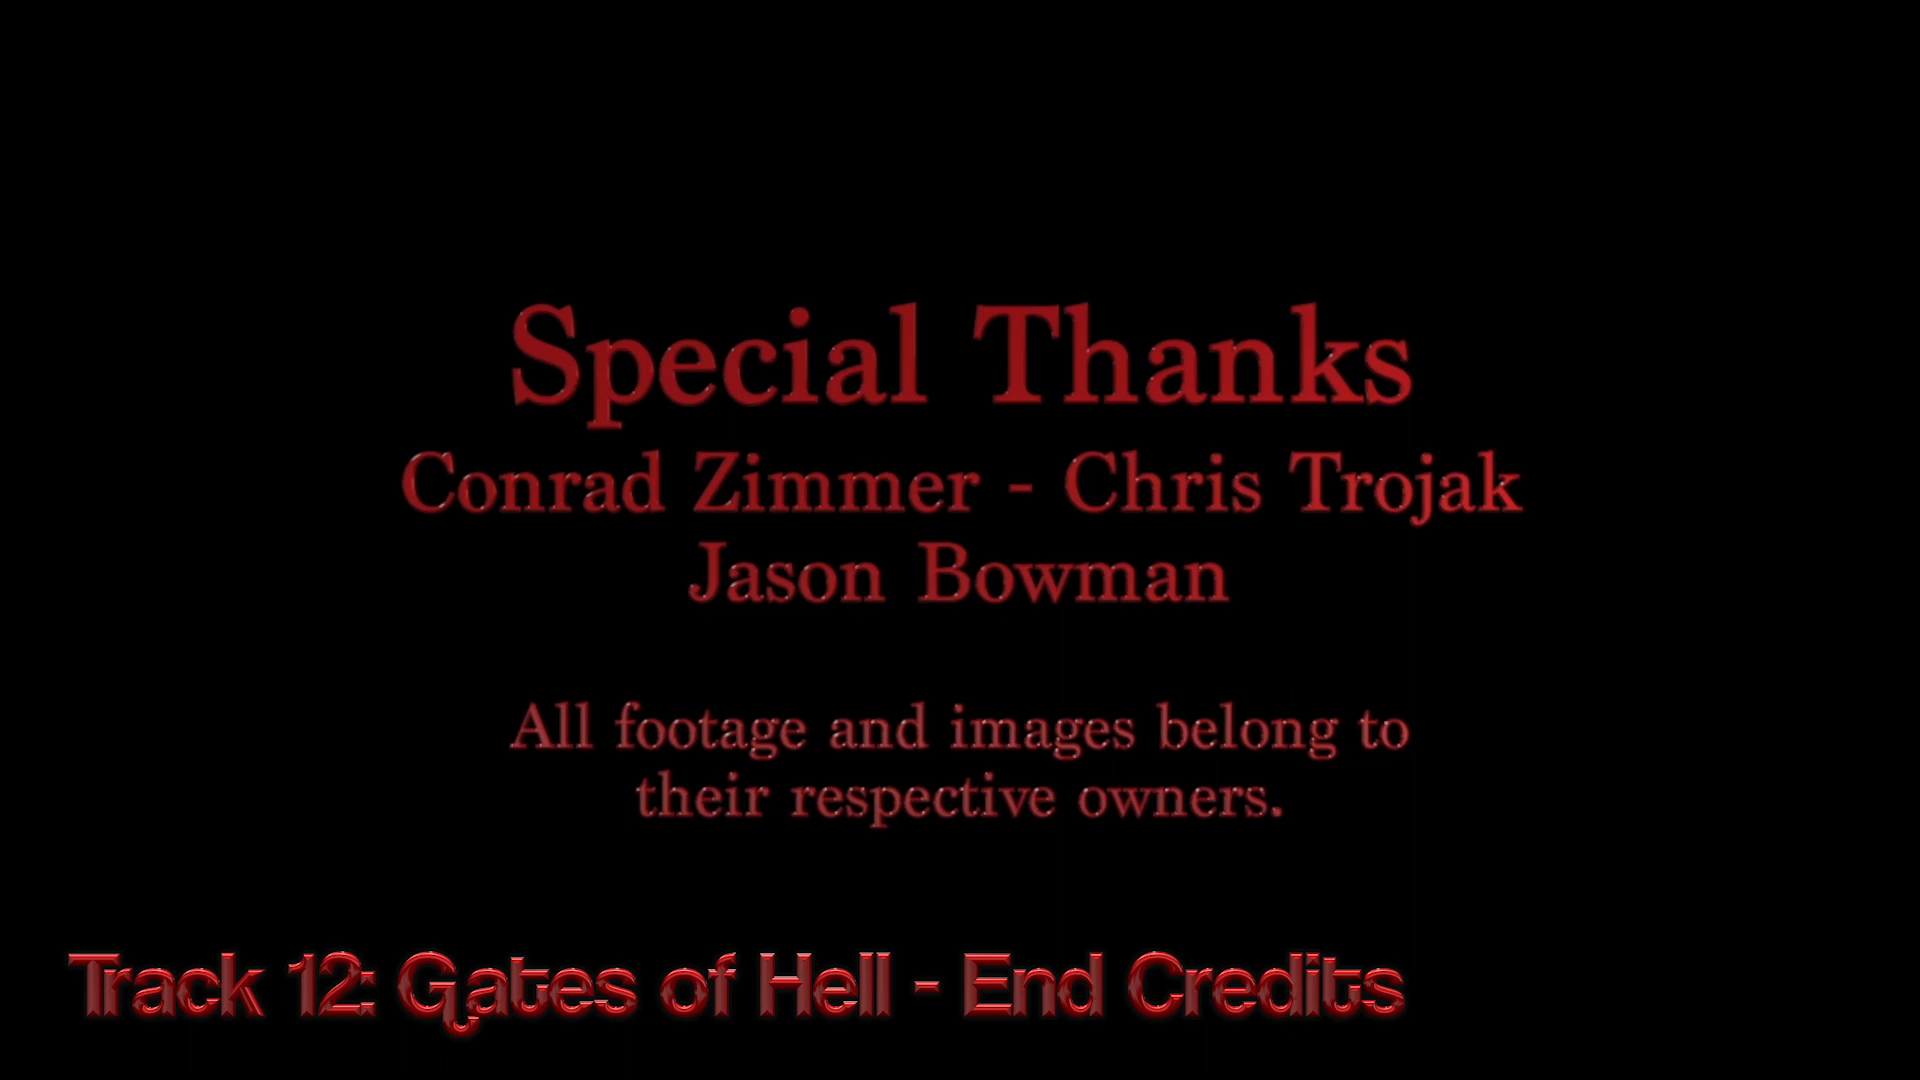 Special Thanks
Conrad Zimmer - Chris Trojak
Jason Bowman
All footage and images belong to
their respective owners.
Track 12: Gates of Hell - End Credits